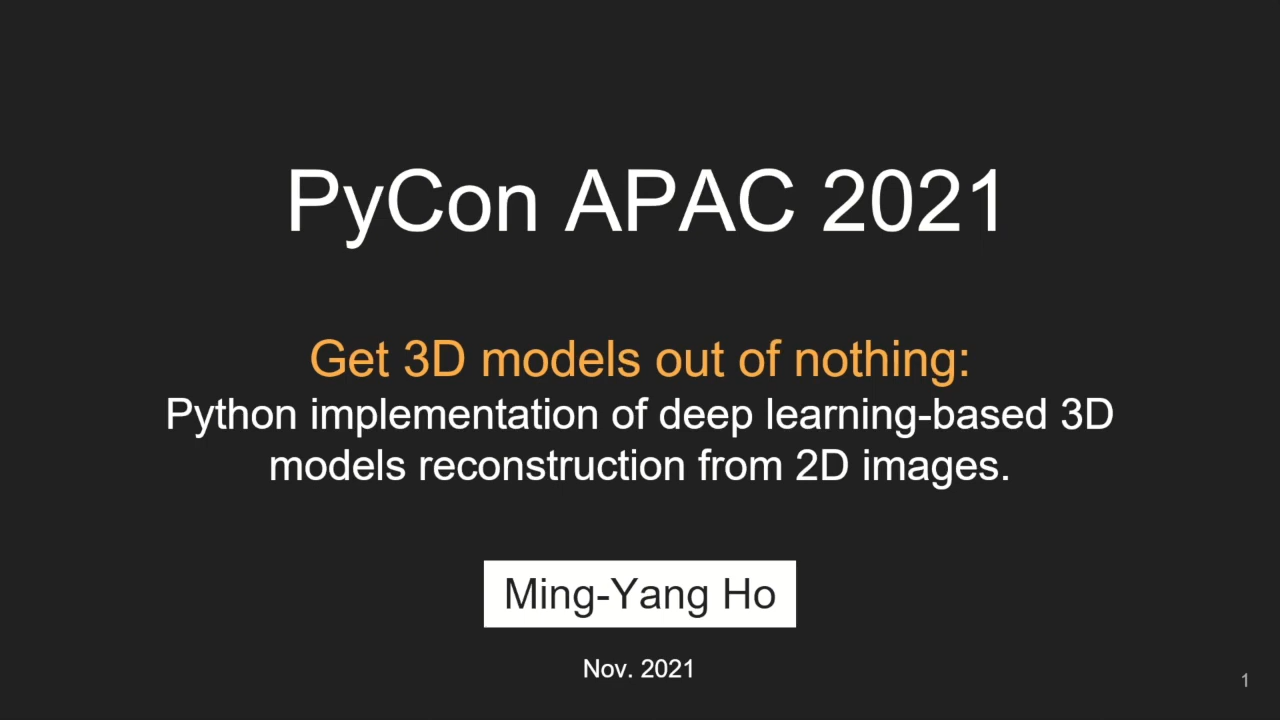 PyCon APAC 2021
Get 3D models out of nothing:
Python implementation of deep learning-based 3D
models reconstruction from 2D images.
Ming-Yang Ho
Nov. 2021
1